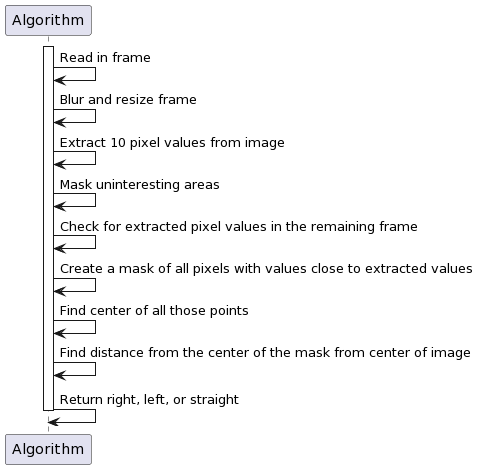 Algorithm
Read in frame
Blur and resize frame
Extract 10 pixel values from image
Mask uninteresting areas
Check for extracted pixel values in the remaining frame
Create a mask of all pixels with values close to extracted values
Find center of all those points
Find distance from the center of the mask from center of image
Return right, left, or straight
Algorithm